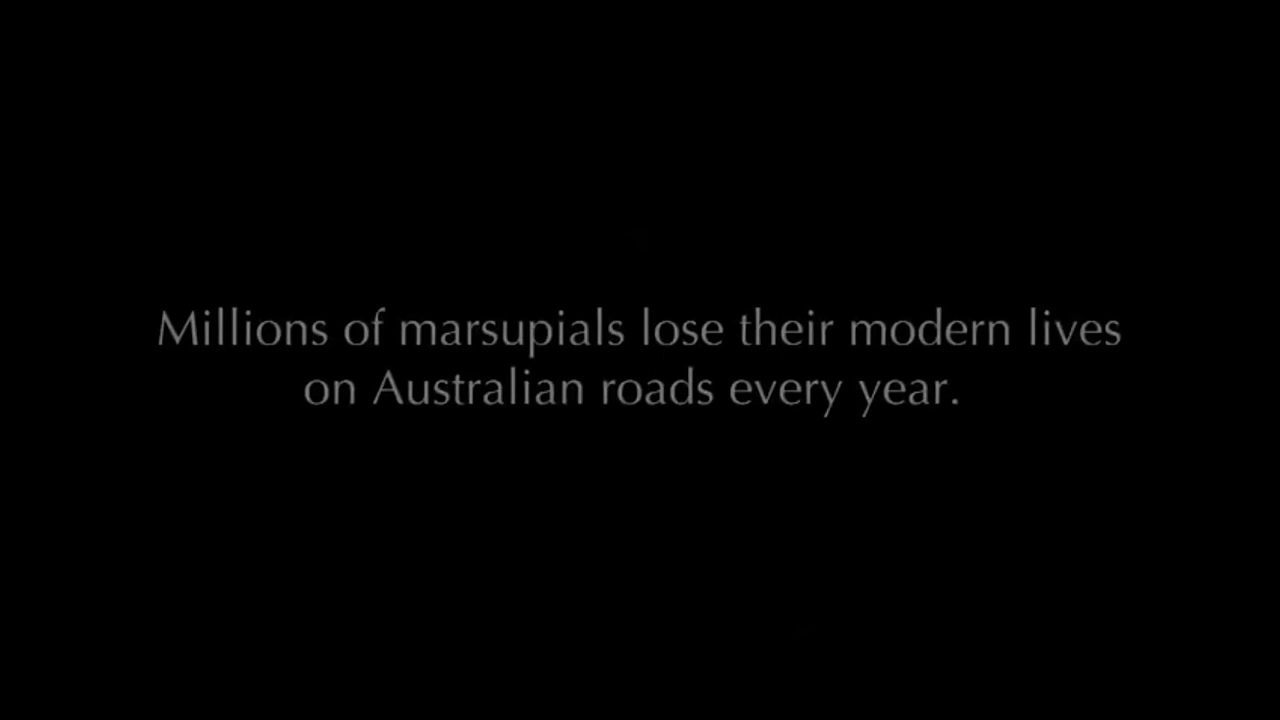 Millions of marsupials lose their modern lives
on Australian roads every year.